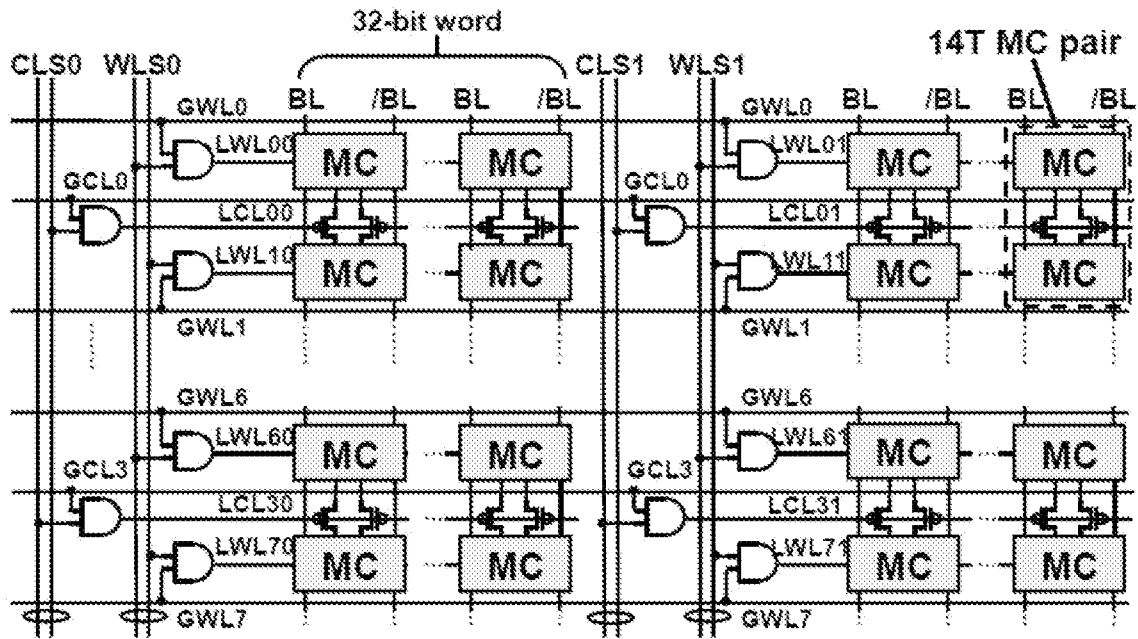 32-bit word
14T MC pair
CLS0 WLS0 CLS1 WLS1
BL /BL BL /BL BL /BL BL /BL
GWL0 GWL0
LWL00 MC MC LWL01 MC MC
GCL0 GCL0
LCL00 LCL01
LWL10 MC MC LWL11 MC MC
GWL1 GWL1
GWL6 GWL6
LWL60 MC MC LWL61 MC MC
GCL3 GCL3
LCL30 LCL31
LWL70 MC MC LWL71 MC MC
GWL7 GWL7